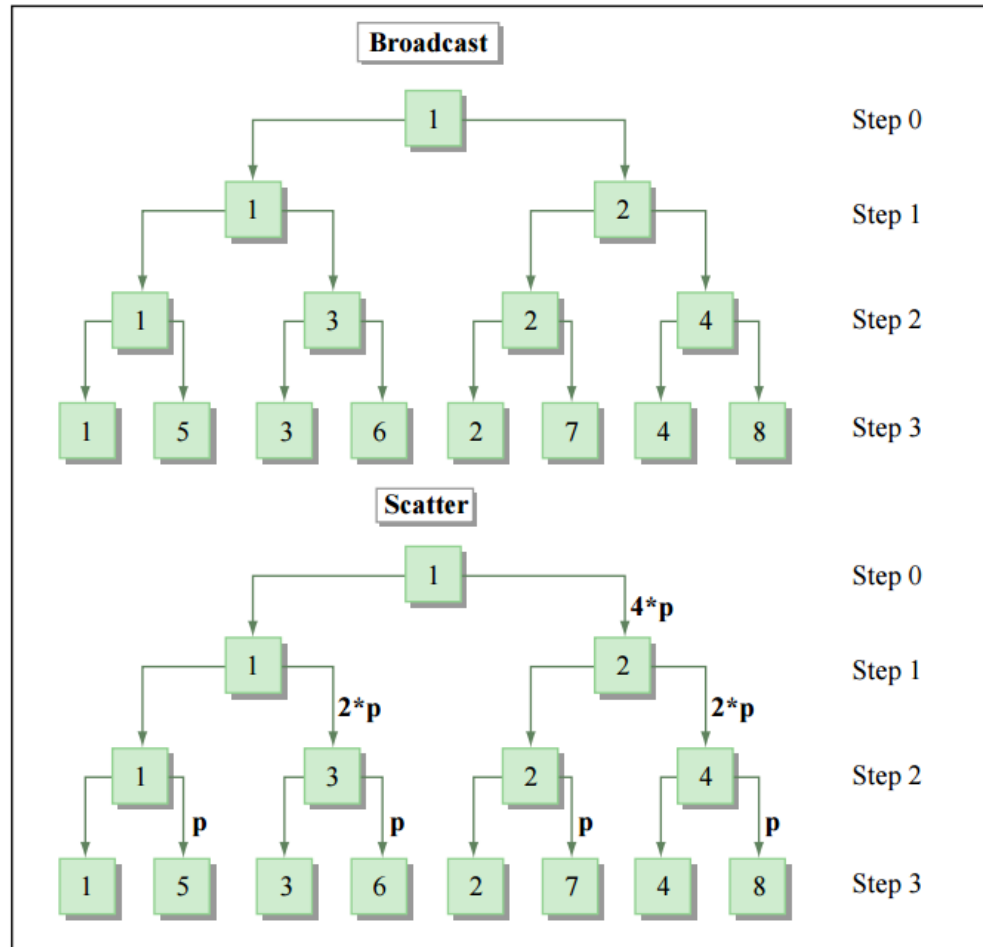 Broadcast
1 Step 0
1 2 Step 1
1 3 2 4 Step 2
1 5 3 6 2 7 4 8 Step 3
Scatter
1 Step 0
4*p
1 2 Step 1
2*p 2*p
1 3 2 4 Step 2
p p p p
1 5 3 6 2 7 4 8 Step 3